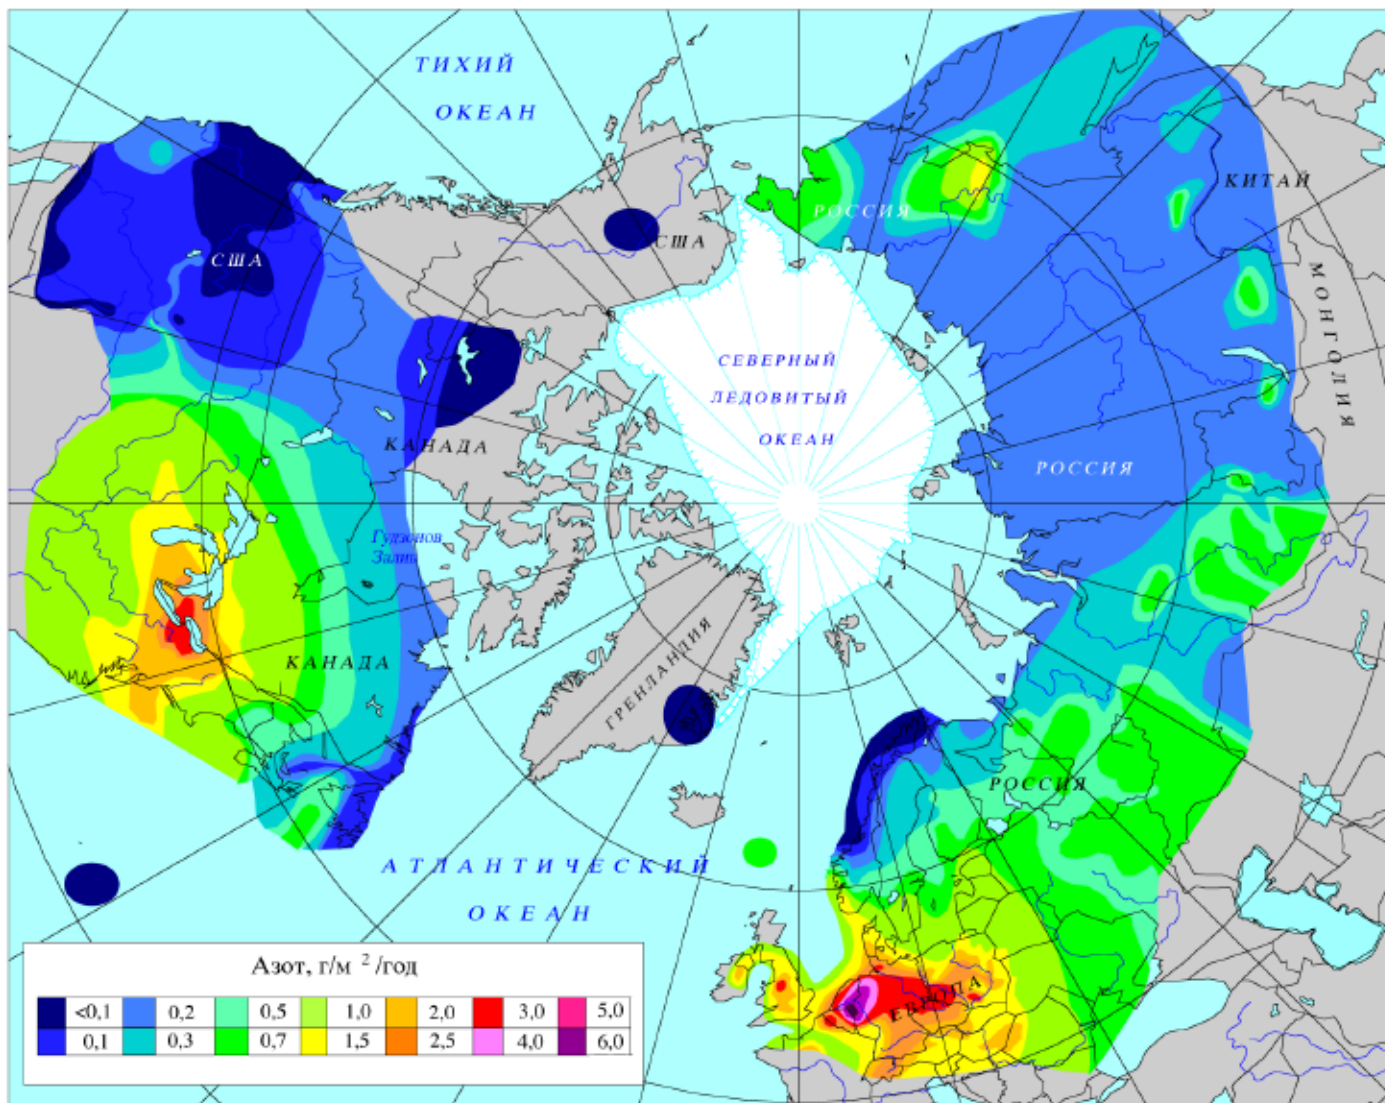 ТИХИЙ
ОКЕАН
КИТАЙ
РОССИЯ
США
США
МОНГОЛИЯ
СЕВЕРНЫЙ
ЛЕДОВИТЫЙ
ОКЕАН
КАНАДА
РОССИЯ
Гудзонов
Залив
ГРЕНЛАНДИЯ
КАНАДА
РОССИЯ
АТЛАНТИЧЕСКИЙ
ОКЕАН
ЕВРОПА
Азот, г/м 2 /год
<0,1 0,2 0,5 1,0 2,0 3,0 5,0
0,1 0,3 0,7 1,5 2,5 4,0 6,0